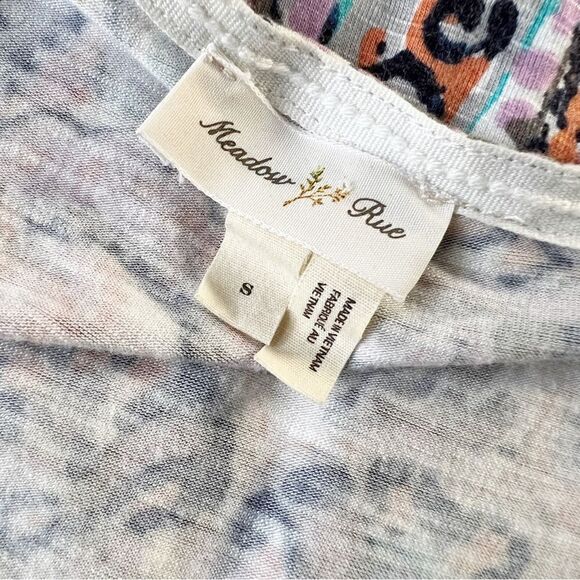 Meadow Rue
S
MADE IN VIETNAM
FABRIQUÉ AU
VIETNAM